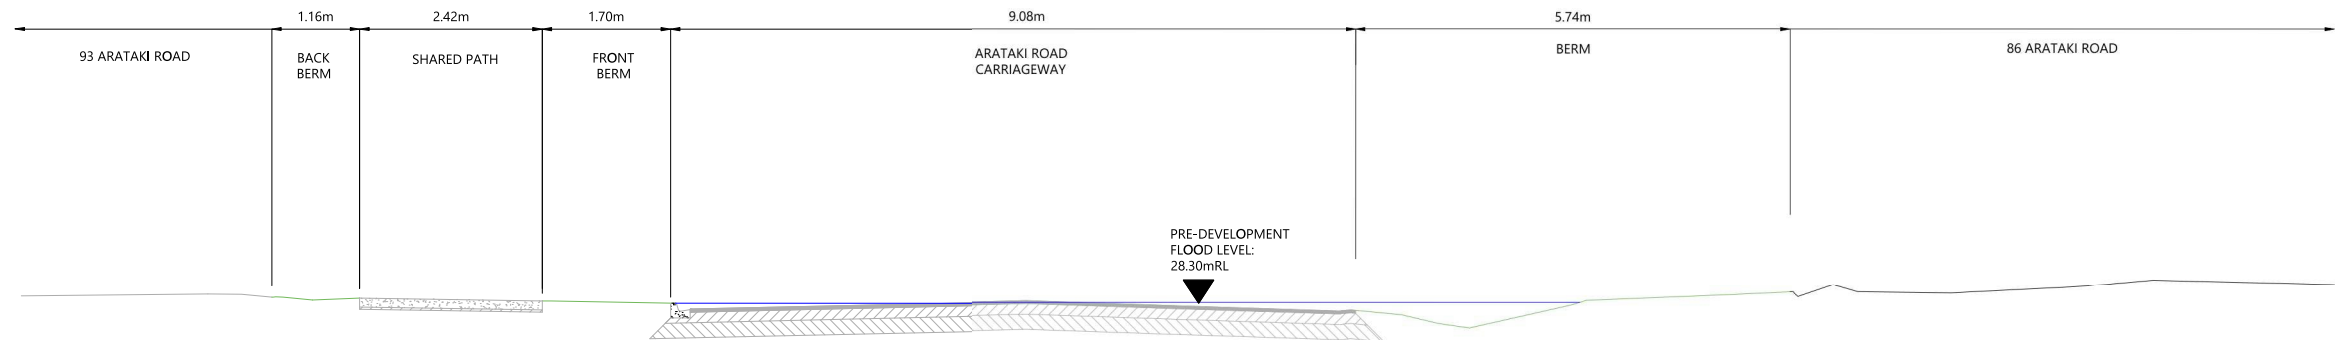 1.16m
2.42m
1.70m
9.08m
5.74m
93 ARATAKI ROAD
BACK
BERM
SHARED PATH
FRONT
BERM
ARATAKI ROAD
CARRIAGEWAY
BERM
86 ARATAKI ROAD
PRE-DEVELOPMENT
FLOOD LEVEL:
28.30mRL